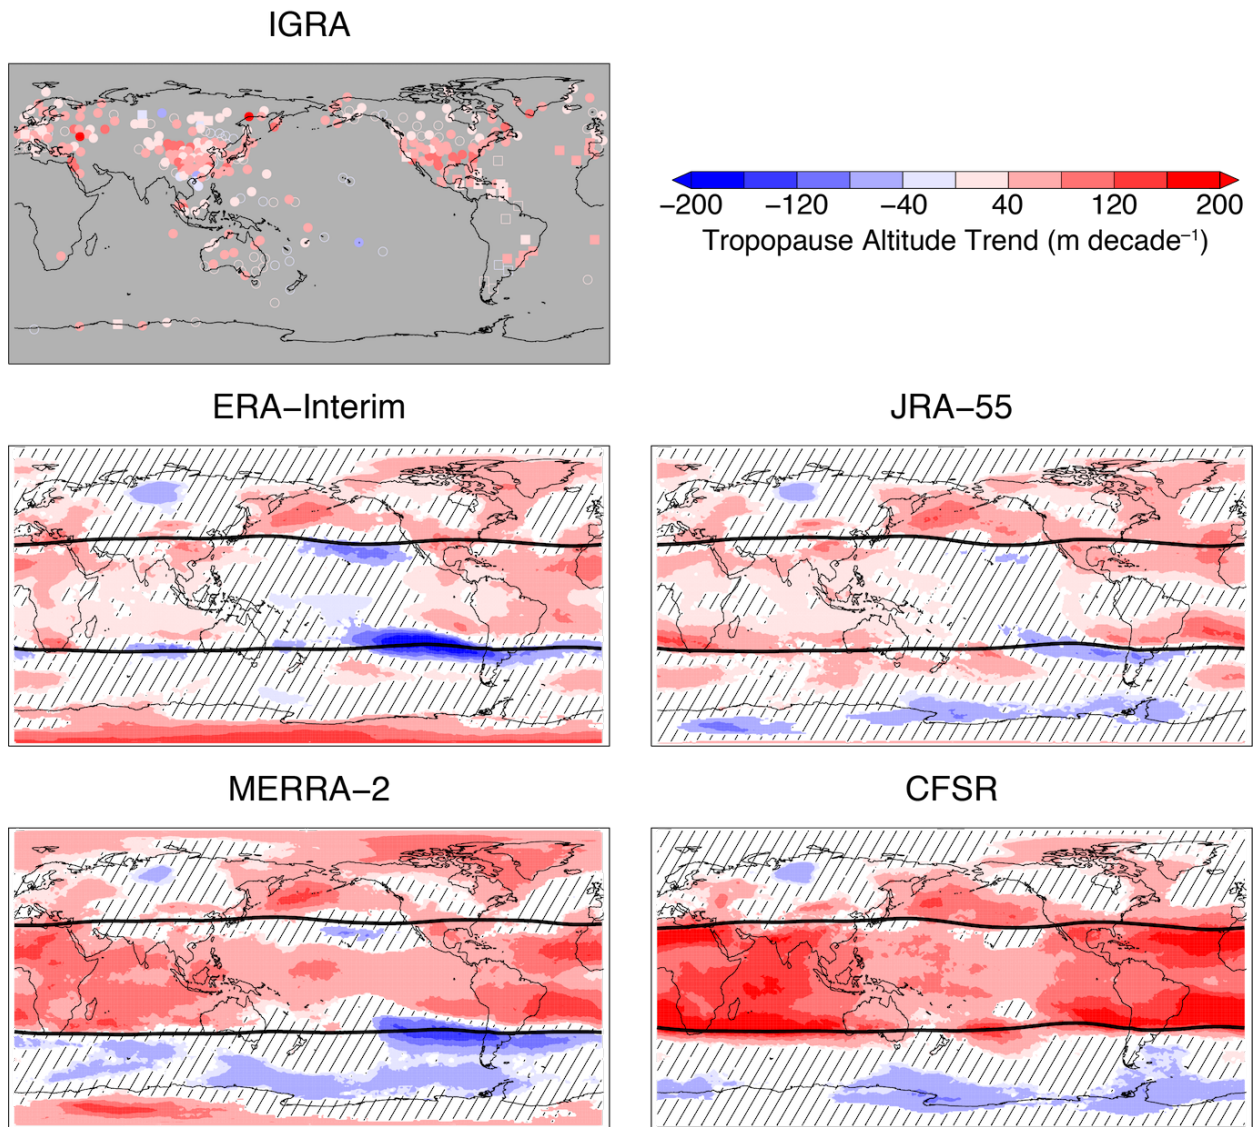 IGRA
−200 −120 −40 40 120 200
Tropopause Altitude Trend (m decade⁻¹)
ERA−Interim
JRA−55
MERRA−2
CFSR